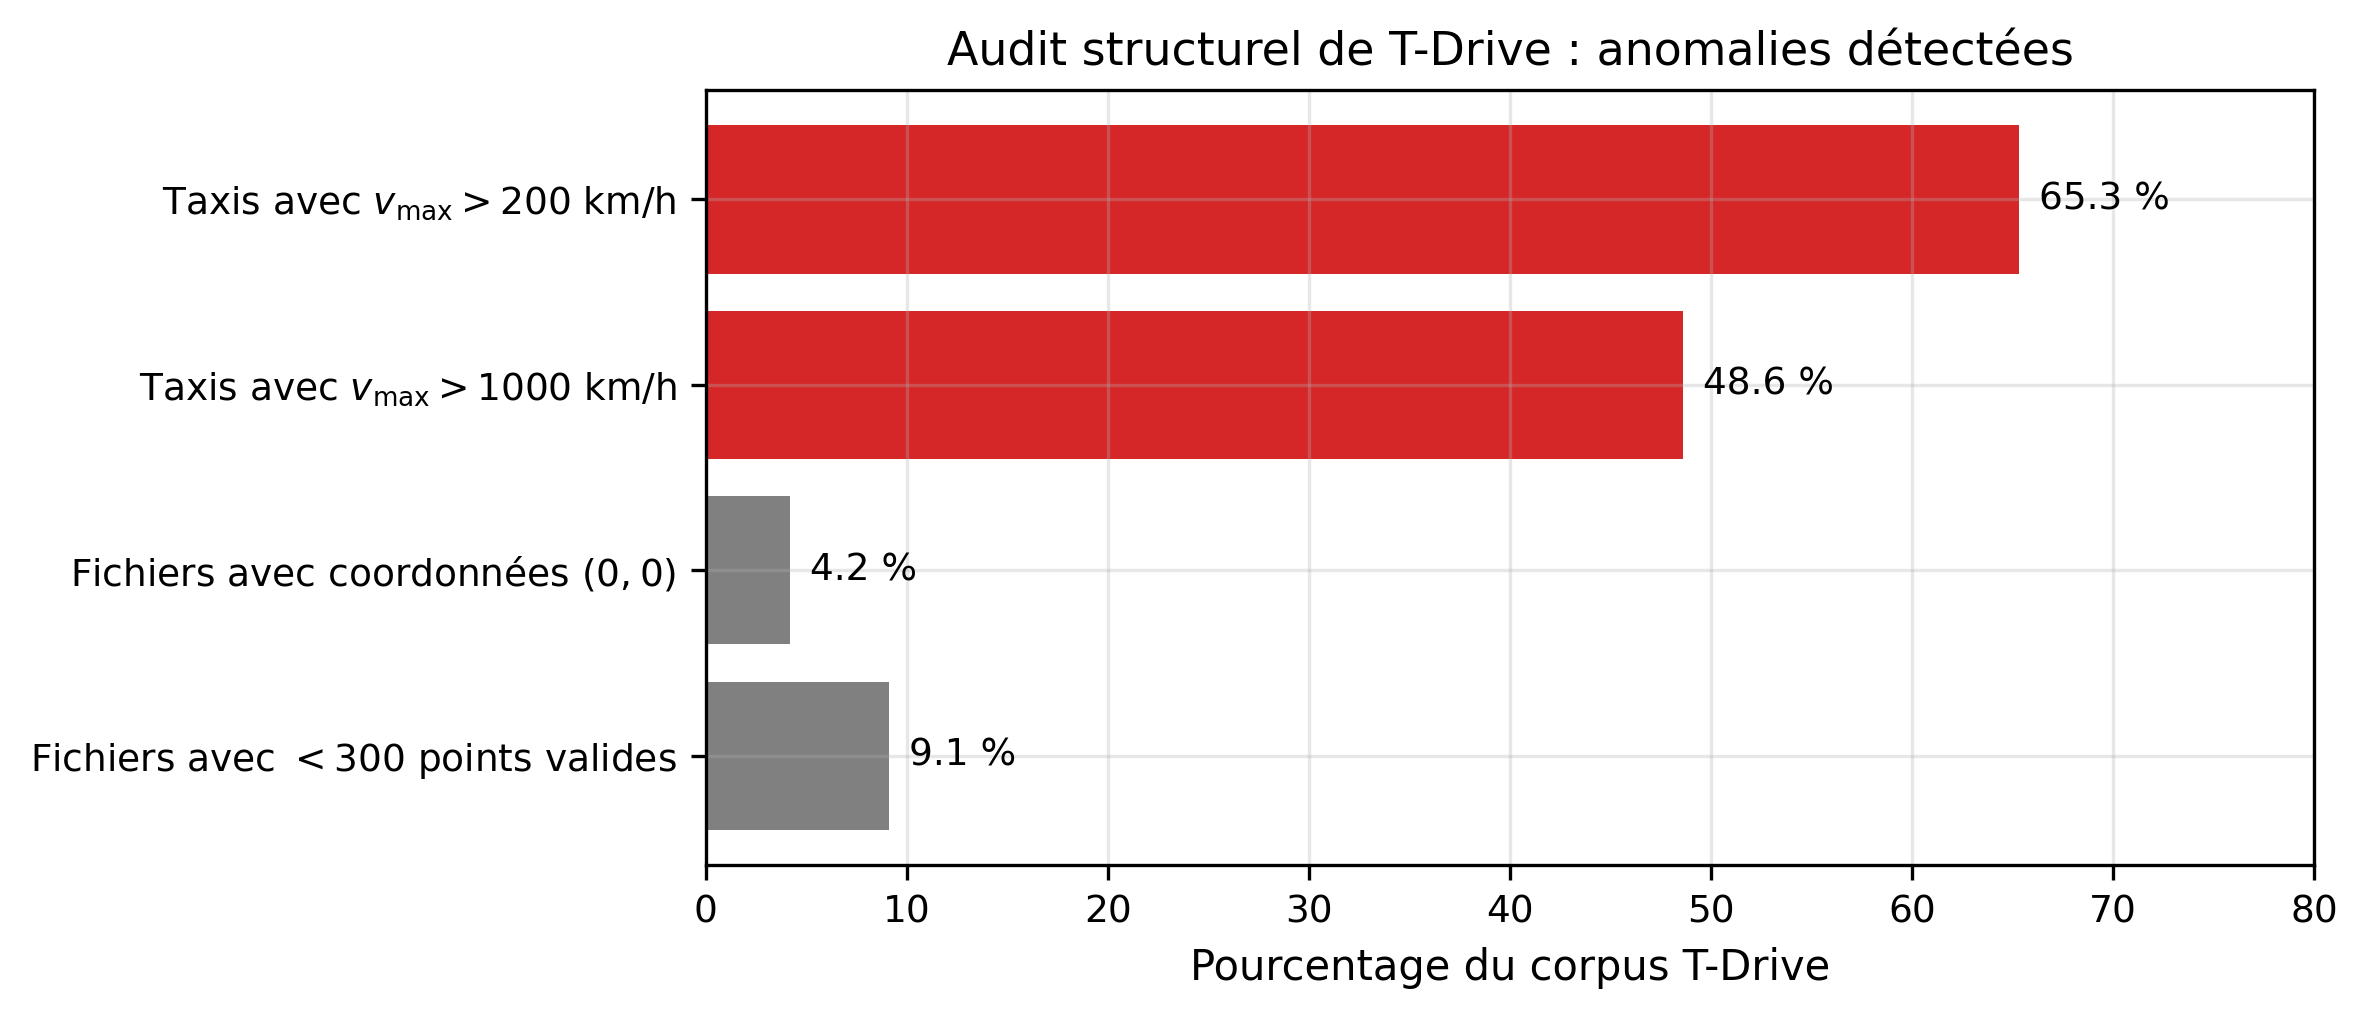 Audit structurel de T-Drive : anomalies détectées
Taxis avec vmax > 200 km/h
65.3 %
Taxis avec vmax > 1000 km/h
48.6 %
Fichiers avec coordonnées (0, 0)
4.2 %
Fichiers avec < 300 points valides
9.1 %
0 10 20 30 40 50 60 70 80
Pourcentage du corpus T-Drive